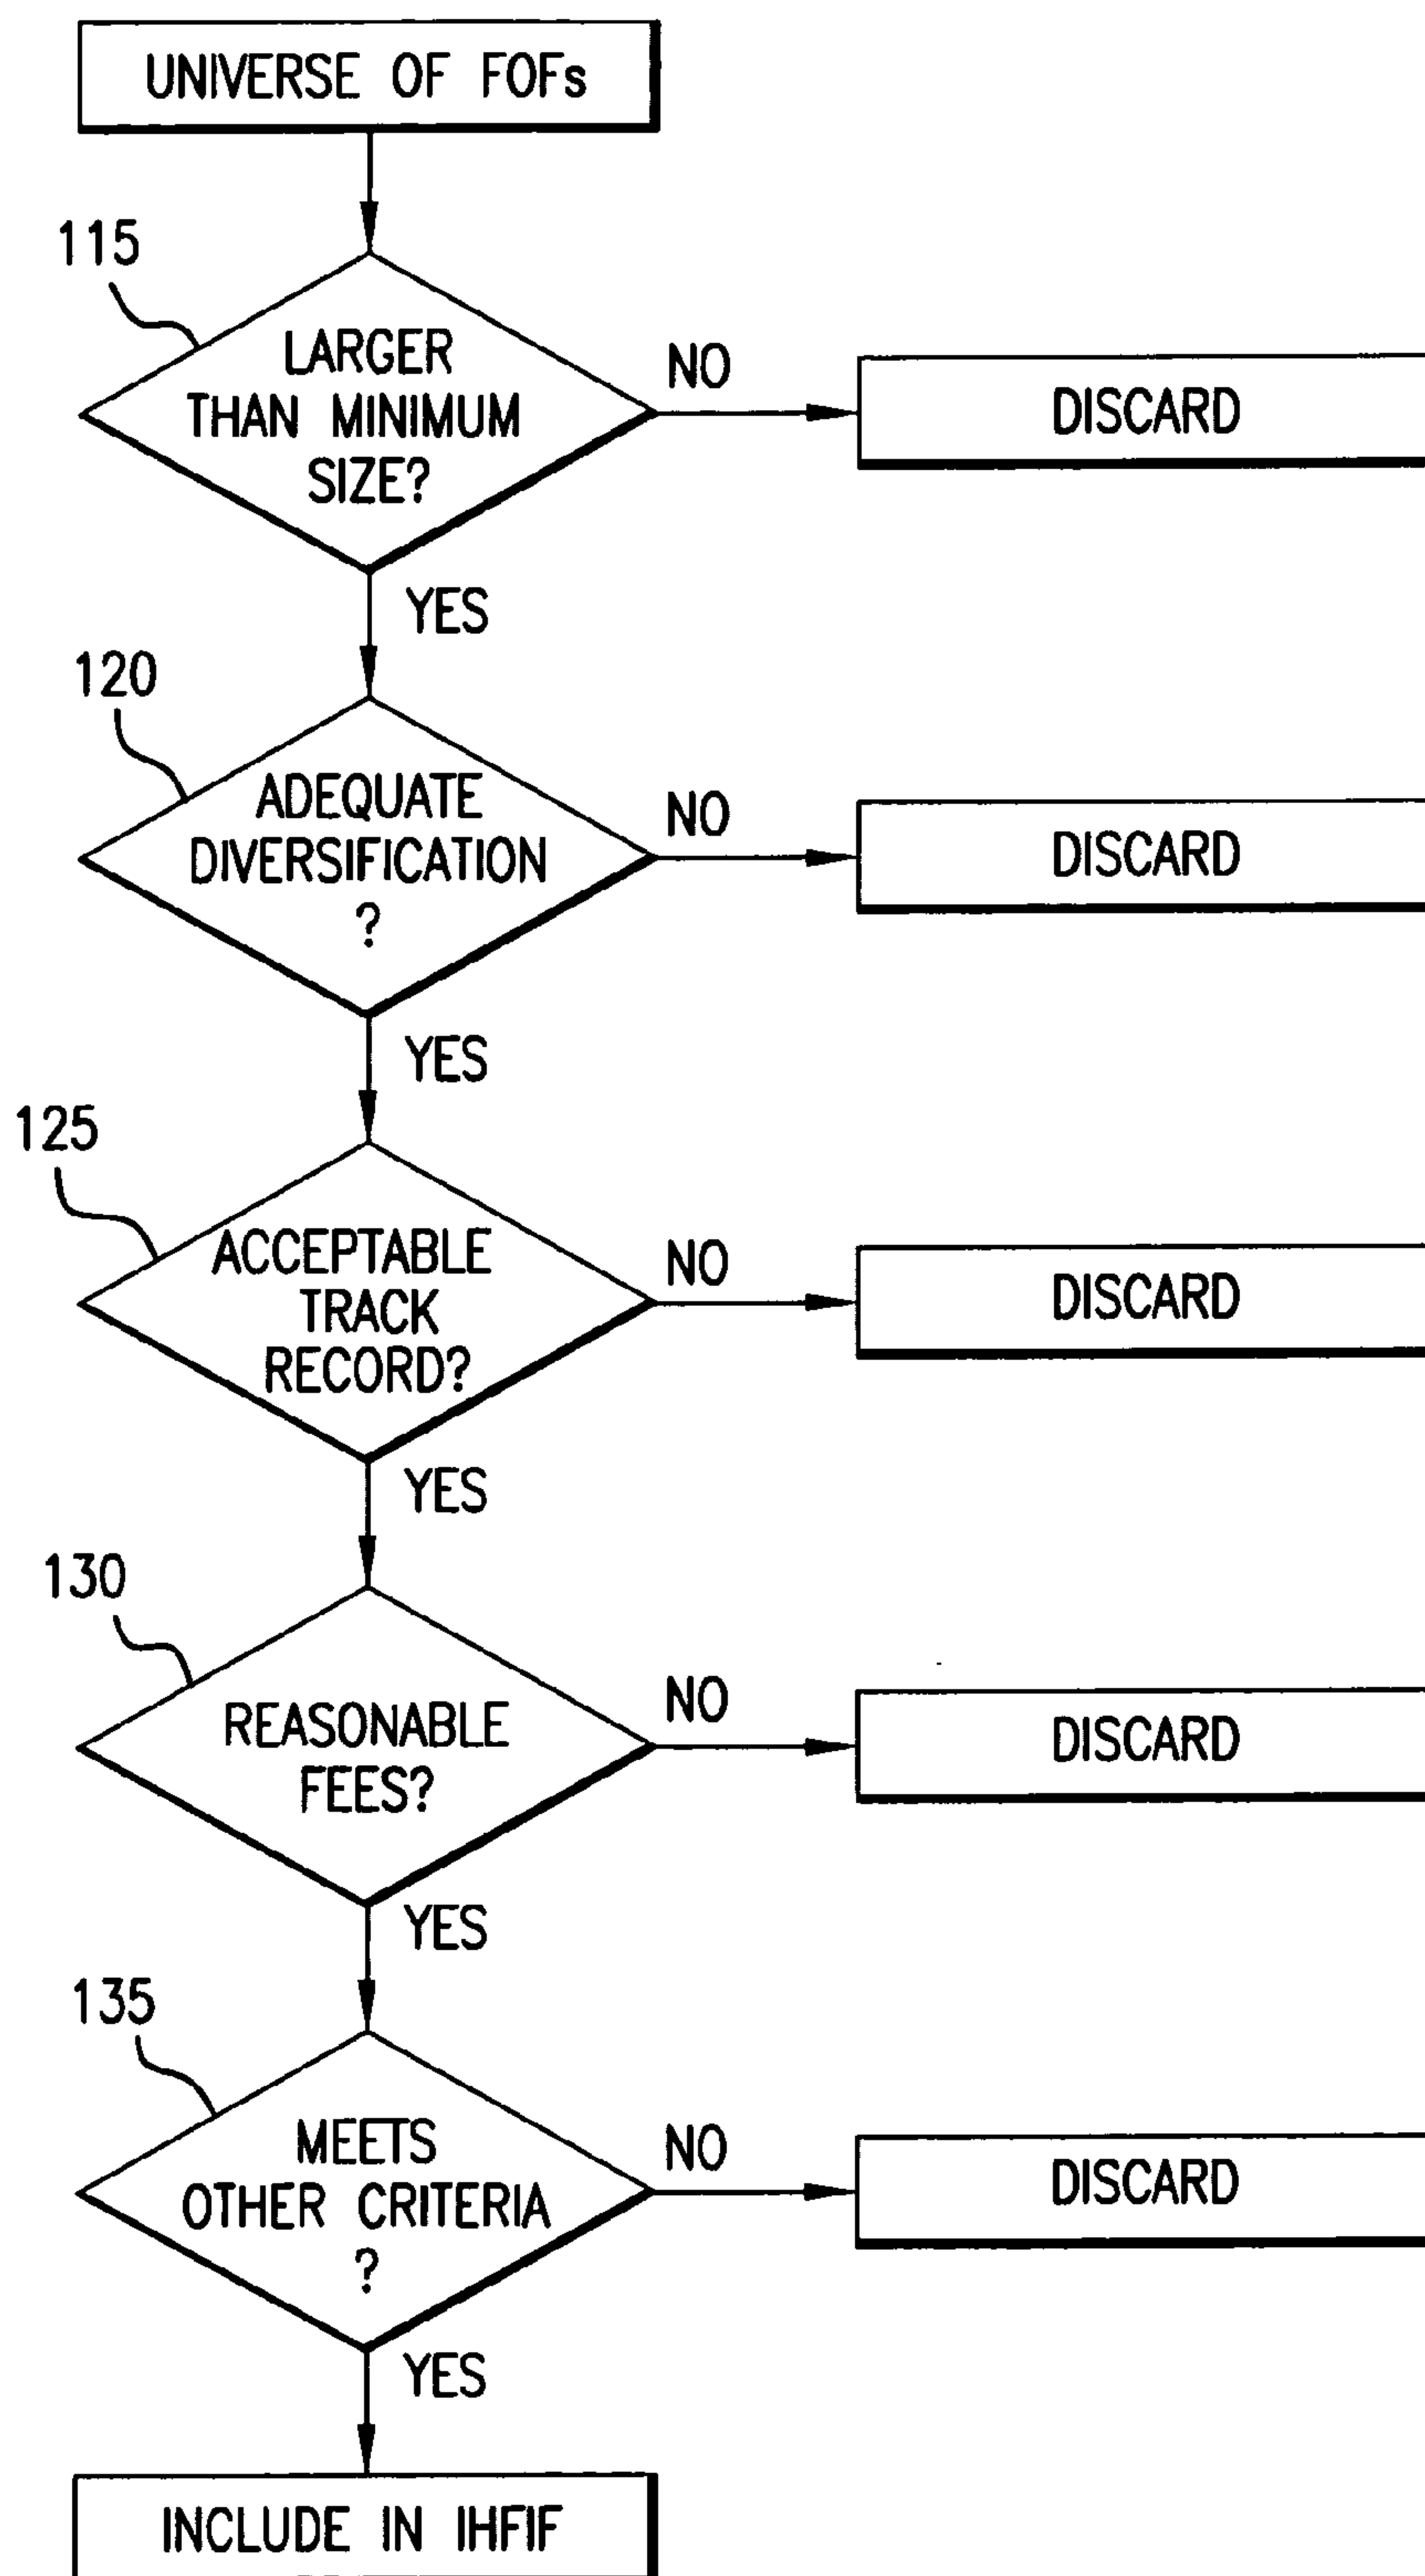 UNIVERSE OF FOFs
115
LARGER
THAN MINIMUM
SIZE?
NO
DISCARD
YES
120
ADEQUATE
DIVERSIFICATION
?
NO
DISCARD
YES
125
ACCEPTABLE
TRACK
RECORD?
NO
DISCARD
YES
130
REASONABLE
FEES?
NO
DISCARD
YES
135
MEETS
OTHER CRITERIA
?
NO
DISCARD
YES
INCLUDE IN IHFIF